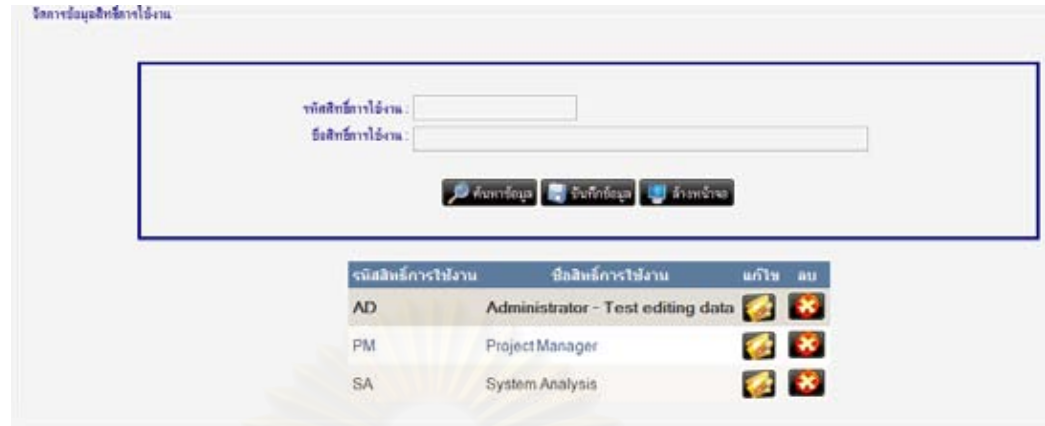 จัดการข้อมูลสิทธิ์การใช้งาน
รหัสสิทธิ์การใช้งาน :
ชื่อสิทธิ์การใช้งาน :
ค้นหาข้อมูล บันทึกข้อมูล ล้างหน้าจอ
รหัสสิทธิ์การใช้งาน ชื่อสิทธิ์การใช้งาน แก้ไข ลบ
AD Administrator - Test editing data
PM Project Manager
SA System Analysis